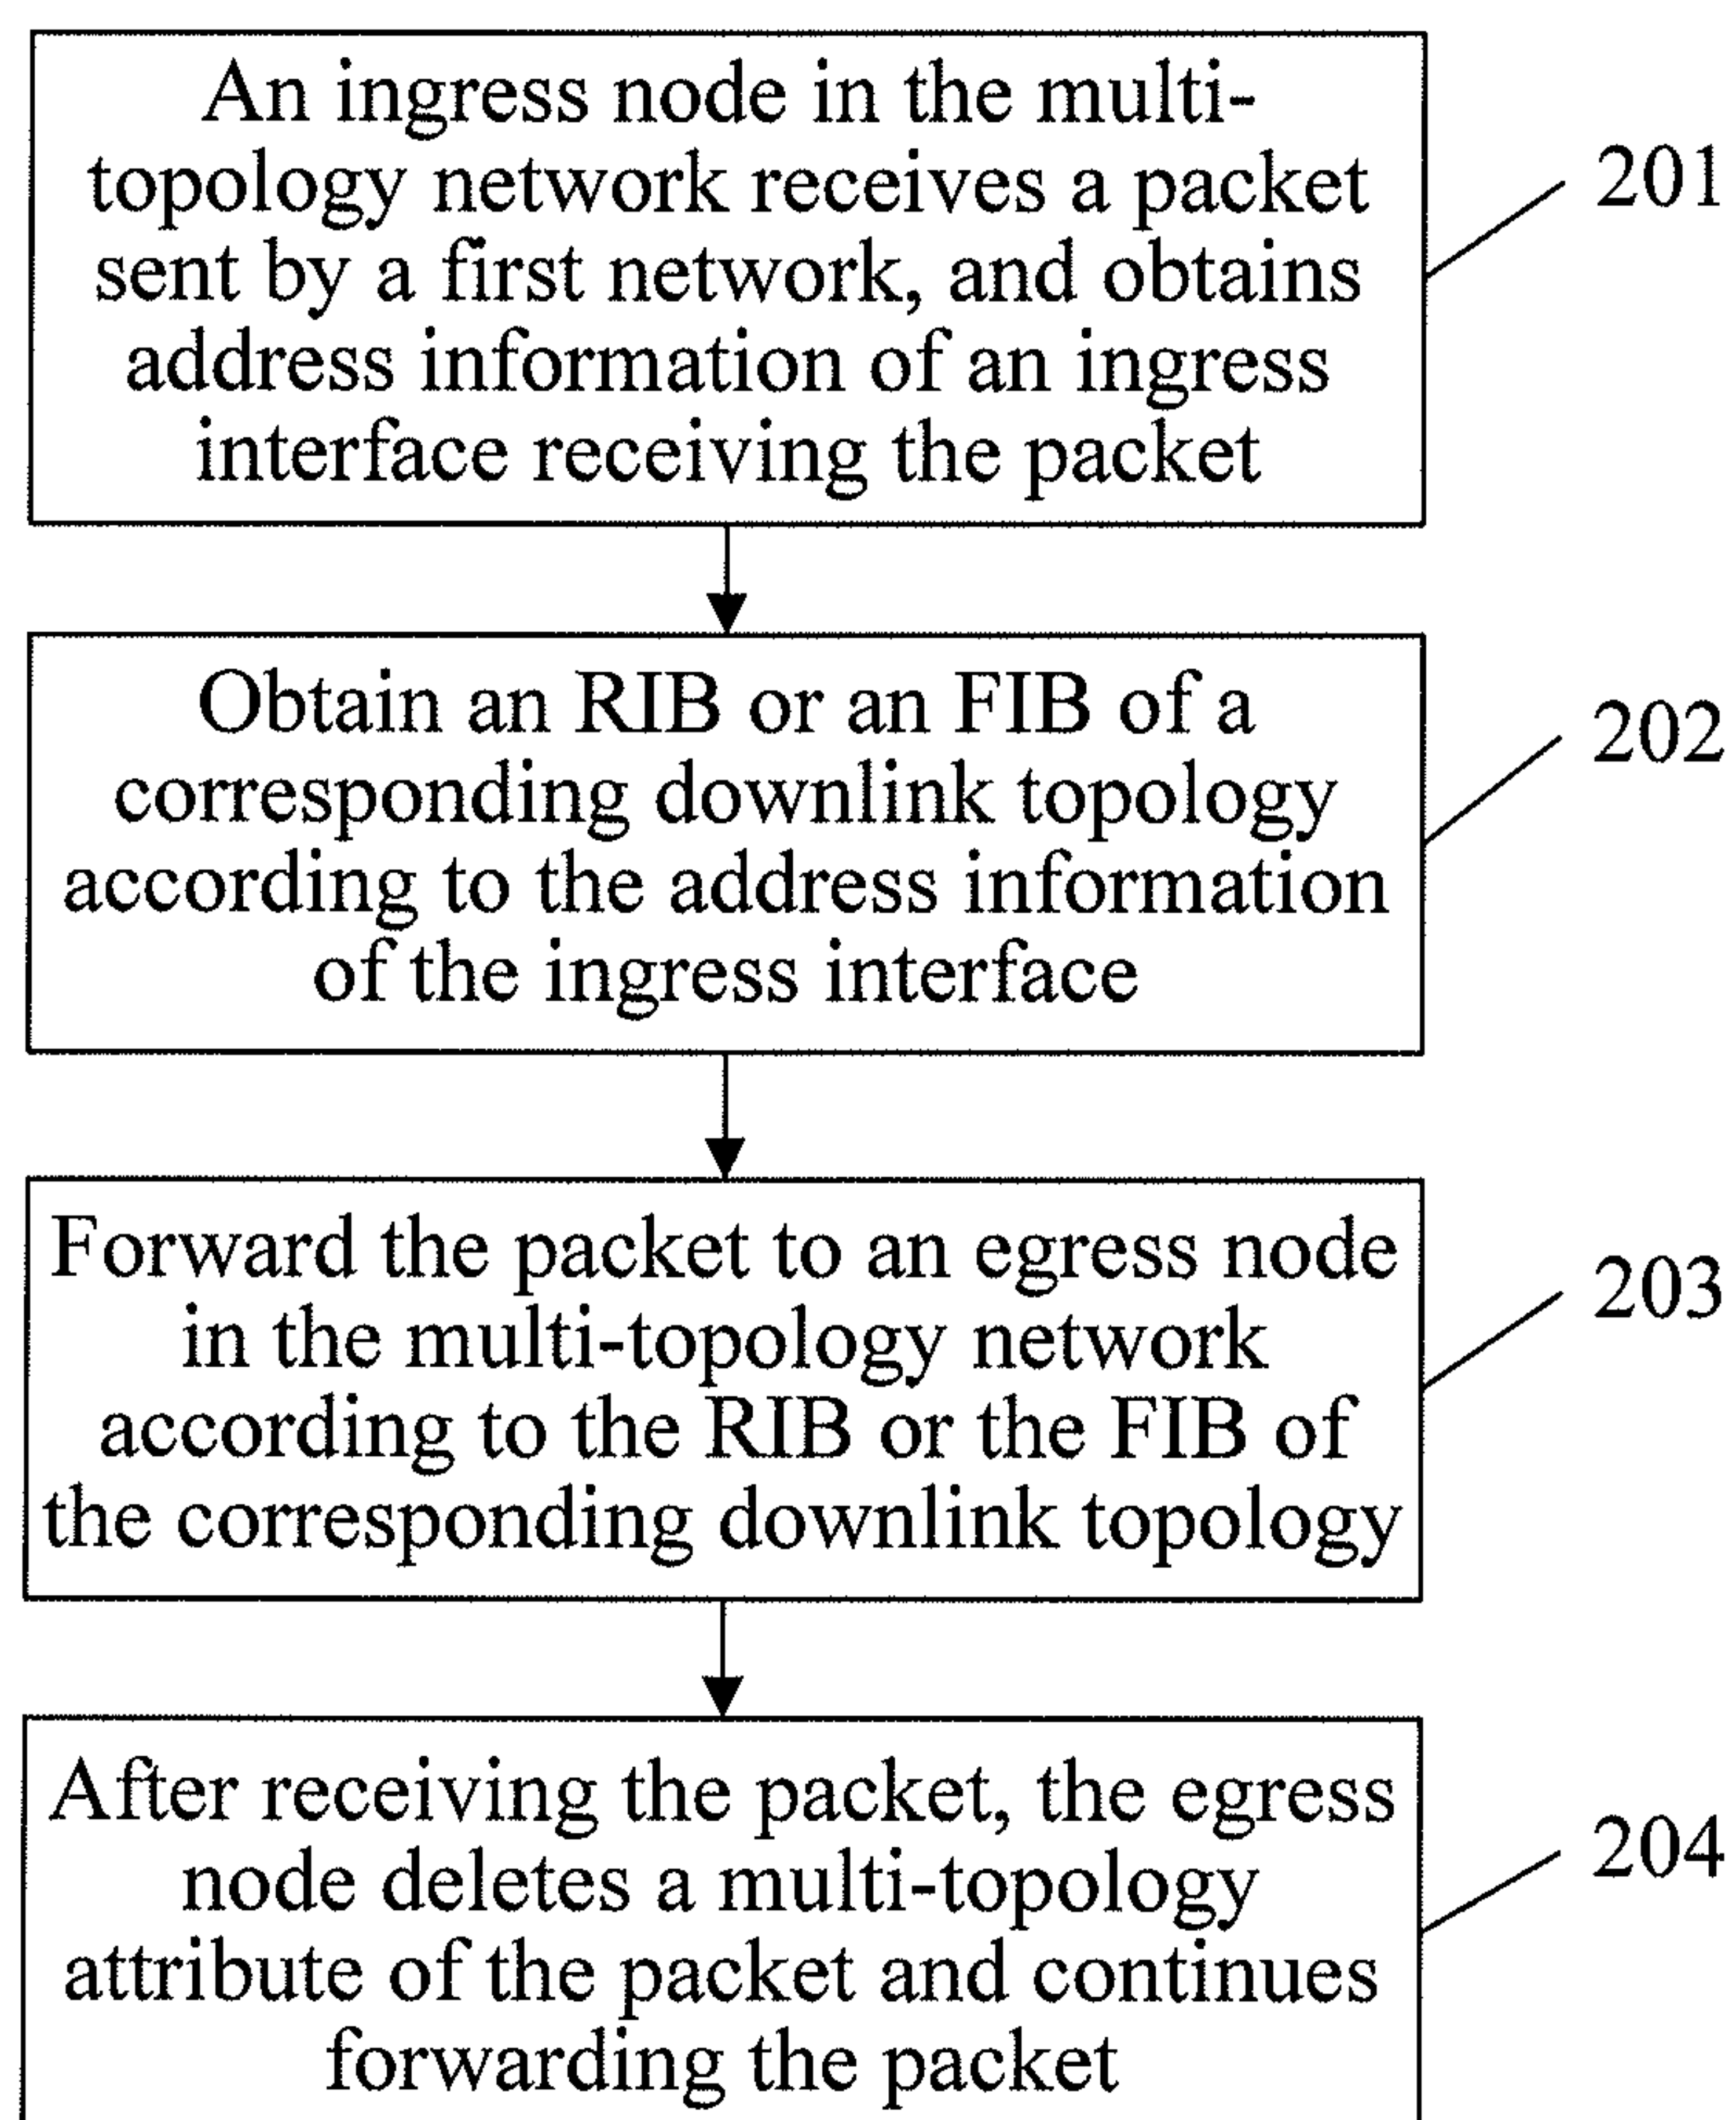 An ingress node in the multi-
topology network receives a packet
sent by a first network, and obtains
address information of an ingress
interface receiving the packet
201
Obtain an RIB or an FIB of a
corresponding downlink topology
according to the address information
of the ingress interface
202
Forward the packet to an egress node
in the multi-topology network
according to the RIB or the FIB of
the corresponding downlink topology
203
After receiving the packet, the egress
node deletes a multi-topology
attribute of the packet and continues
forwarding the packet
204